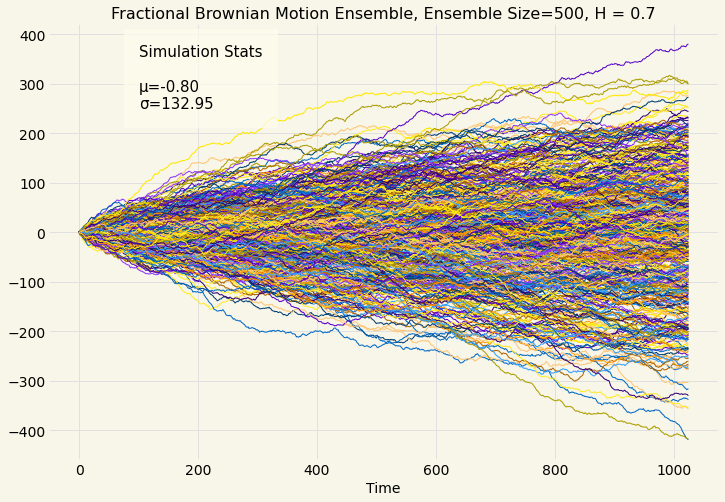 Fractional Brownian Motion Ensemble, Ensemble Size=500, H = 0.7
Simulation Stats
μ=-0.80
σ=132.95
400
300
200
100
0
−100
−200
−300
−400
0 200 400 600 800 1000
Time